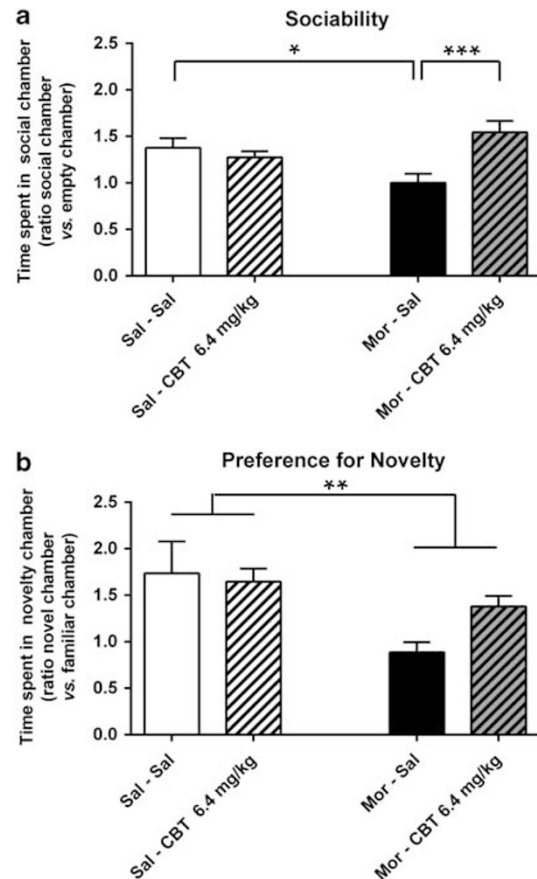 a
Sociability
Time spent in social chamber
(ratio social chamber
vs. empty chamber)
2.5
2.0
1.5
1.0
0.5
0.0
*
***
Sal - Sal
Sal - CBT 6.4 mg/kg
Mor - Sal
Mor - CBT 6.4 mg/kg
b
Preference for Novelty
Time spent in novelty chamber
(ratio novel chamber
vs. familiar chamber)
2.5
2.0
1.5
1.0
0.5
0.0
**
Sal - Sal
Sal - CBT 6.4 mg/kg
Mor - Sal
Mor - CBT 6.4 mg/kg